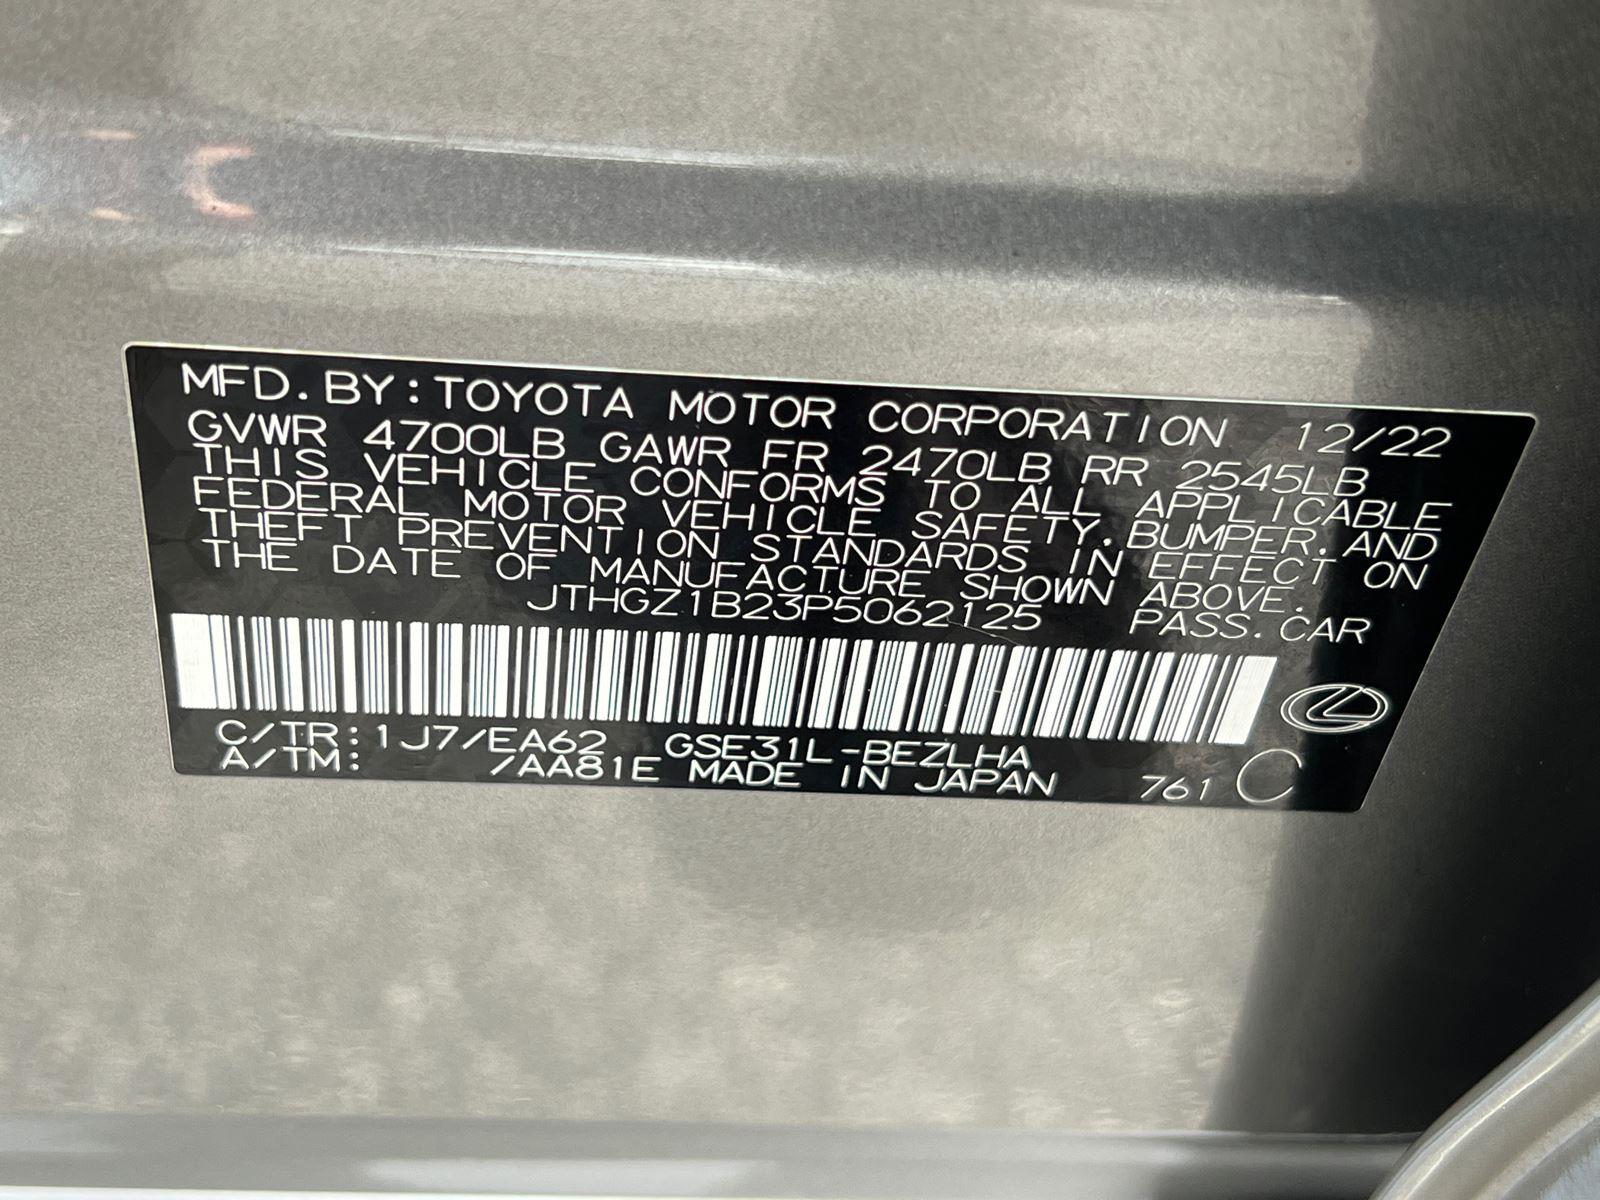 MFD. BY: TOYOTA MOTOR CORPORATION 12/22
GVWR 4700LB GAWR FR 2470LB RR 2545LB
THIS VEHICLE CONFORMS TO ALL APPLICABLE
FEDERAL MOTOR VEHICLE SAFETY, BUMPER, AND
THEFT PREVENTION STANDARDS IN EFFECT ON
THE DATE OF MANUFACTURE SHOWN ABOVE.
JTHGZ1B23P5062125 PASS. CAR
C/TR: 1J7/EA62 GSE31L-BEZLHA
A/TM: /AA81E MADE IN JAPAN 761 C